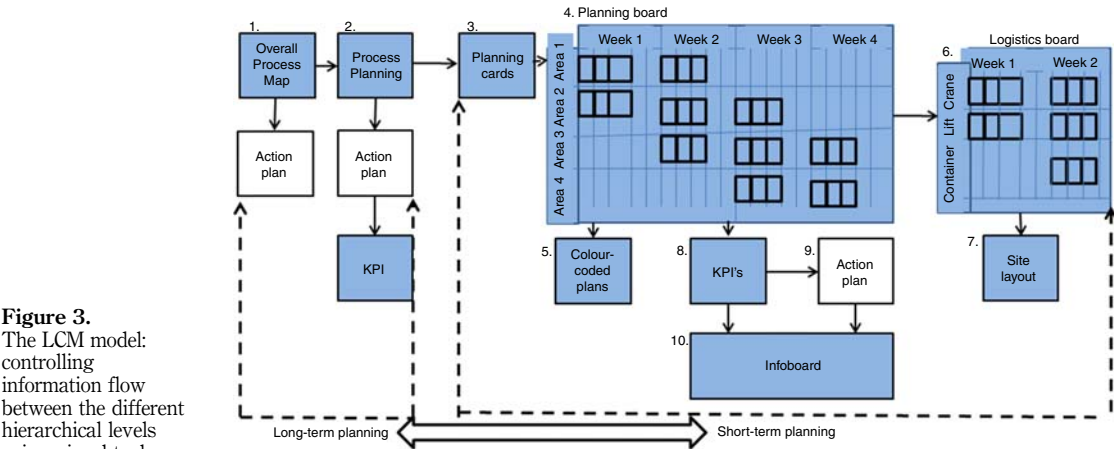 4. Planning board
1.
2.
3.
Overall
Process
Map
Process
Planning
Planning
cards
Week 1
Week 2
Week 3
Week 4
Area 1
Area 2
Area 3
Area 4
Logistics board
6.
Week 1
Week 2
Crane
Lift
Container
Action
plan
Action
plan
KPI
5.
Colour-
coded
plans
8.
KPI's
9.
Action
plan
7.
Site
layout
10.
Infoboard
Long-term planning
Short-term planning
Figure 3.
The LCM model:
controlling
information flow
between the different
hierarchical levels